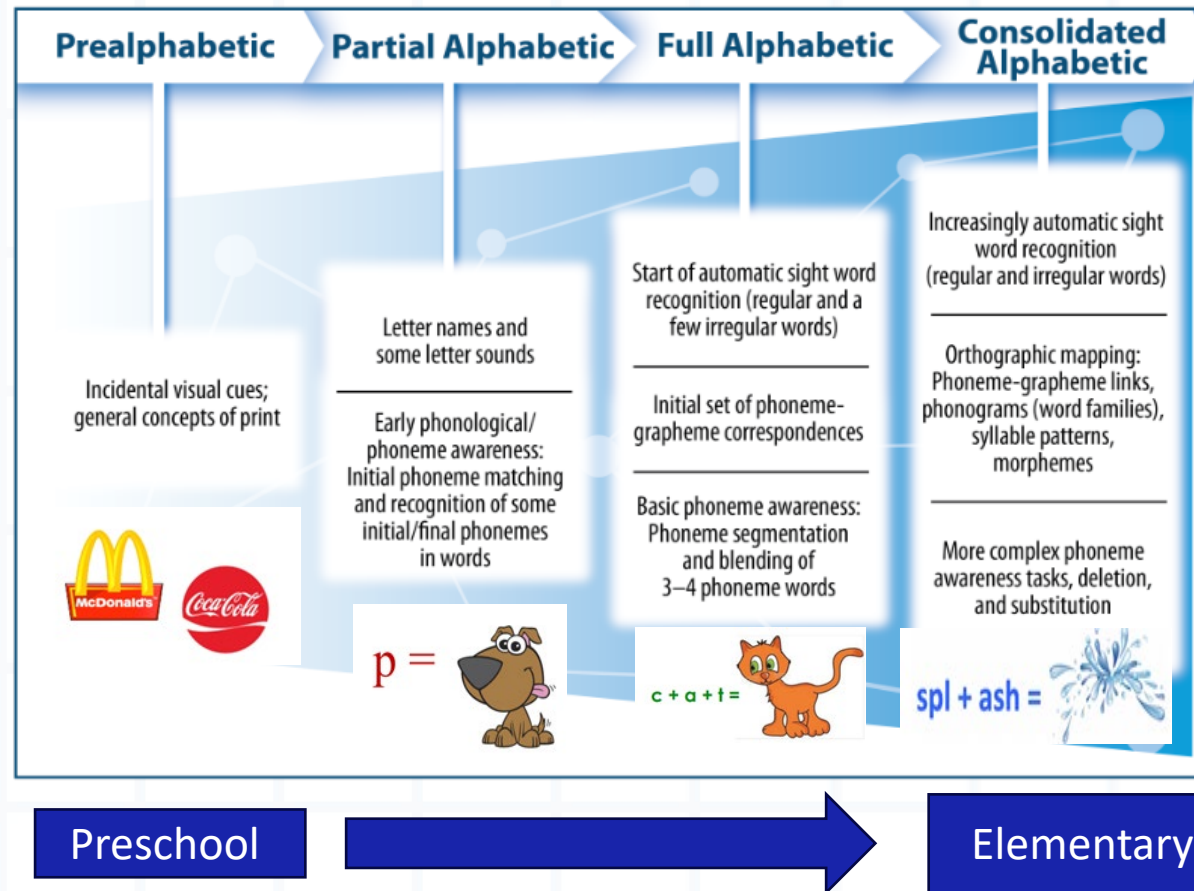 Prealphabetic
Partial Alphabetic
Full Alphabetic
Consolidated
Alphabetic
Incidental visual cues;
general concepts of print
McDonald's
Coca-Cola
Letter names and
some letter sounds
Early phonological/
phoneme awareness:
Initial phoneme matching
and recognition of some
initial/final phonemes
in words
p =
Start of automatic sight word
recognition (regular and a
few irregular words)
Initial set of phoneme-
grapheme correspondences
Basic phoneme awareness:
Phoneme segmentation
and blending of
3–4 phoneme words
c + a + t =
Increasingly automatic sight
word recognition
(regular and irregular words)
Orthographic mapping:
Phoneme-grapheme links,
phonograms (word families),
syllable patterns,
morphemes
More complex phoneme
awareness tasks, deletion,
and substitution
spl + ash =
Preschool
Elementary